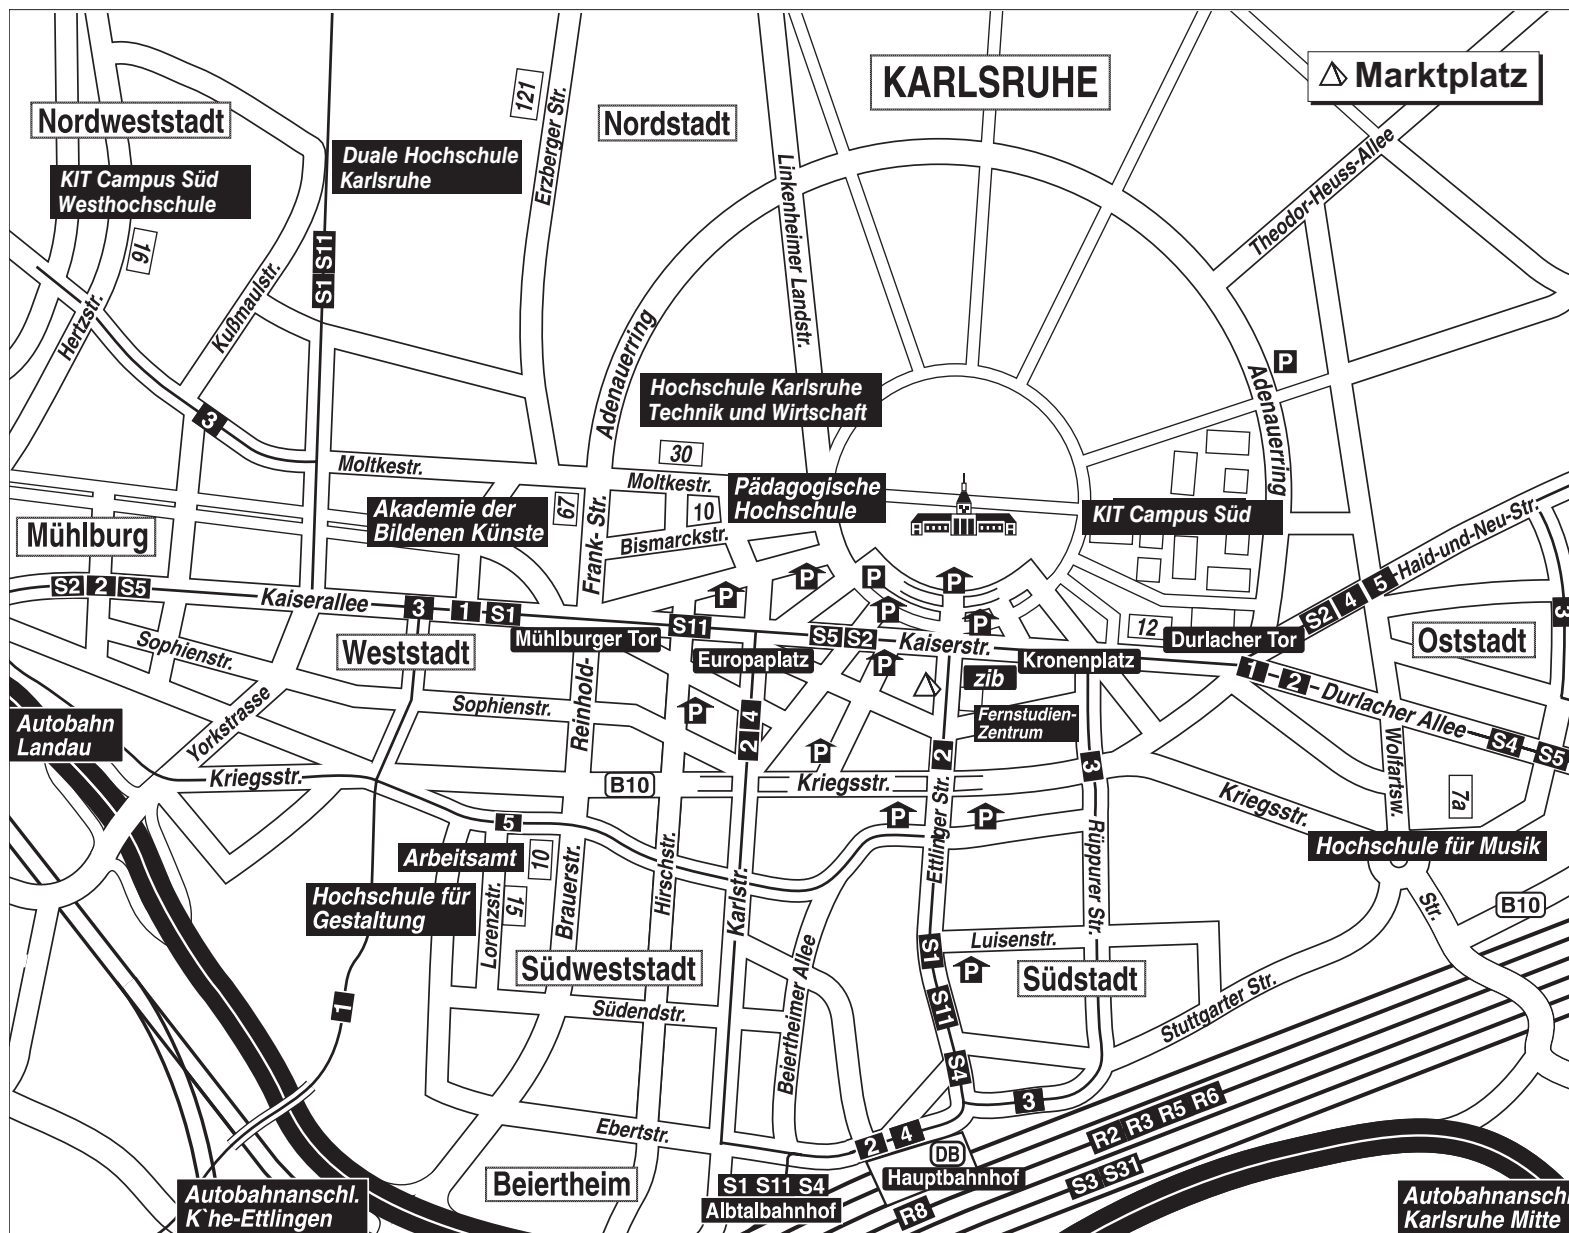 KARLSRUHE
Marktplatz
Nordweststadt
121
Erzberger Str.
Nordstadt
Linkenheimer Landstr.
Theodor-Heuss-Allee
Duale Hochschule
Karlsruhe
KIT Campus Süd
Westhochschule
16
S1 S11
Hertzstr.
Kußmaulstr.
Adenauerring
P
Adenauerring
Hochschule Karlsruhe
Technik und Wirtschaft
3
Moltkestr.
30
Moltkestr.
Pädagogische
Hochschule
Akademie der
Bildenen Künste
67
10
Bismarckstr.
Frank- Str.
KIT Campus Süd
Haid-und-Neu-Str.
Mühlburg
S2 2 S5
Kaiserallee
3
1 S1
P
P
P
P
P
P
S2 4 5
3
Mühlburger Tor
S11
S5 S2
Kaiserstr.
12
Durlacher Tor
Oststadt
Sophienstr.
Weststadt
Reinhold-
Europaplatz
P
zib
Kronenplatz
1 2
Durlacher Allee
S4 S5
Sophienstr.
P
2 4
Fernstudien-
Zentrum
Autobahn
Landau
Yorkstrasse
P
2
3
Wolfartsw.
Kriegsstr.
B10
Kriegsstr.
Ettlinger Str.
Kriegsstr.
7a
5
P
P
Rüppurer Str.
Hochschule für Musik
Arbeitsamt
10
Hirschstr.
Hochschule für
Gestaltung
Lorenzstr.
15
Brauerstr.
Karlstr.
Str.
B10
S1
Luisenstr.
P
Südweststadt
Beiertheimer Allee
Südstadt
1
Südendstr.
S11
Stuttgarter Str.
S4
3
R2 R3 R5 R6
Ebertstr.
2 4
DB
Hauptbahnhof
S3 S31
Beiertheim
S1 S11 S4
Albtalbahnhof
R8
Autobahnanschl.
K`he-Ettlingen
Autobahnanschl
Karlsruhe Mitte